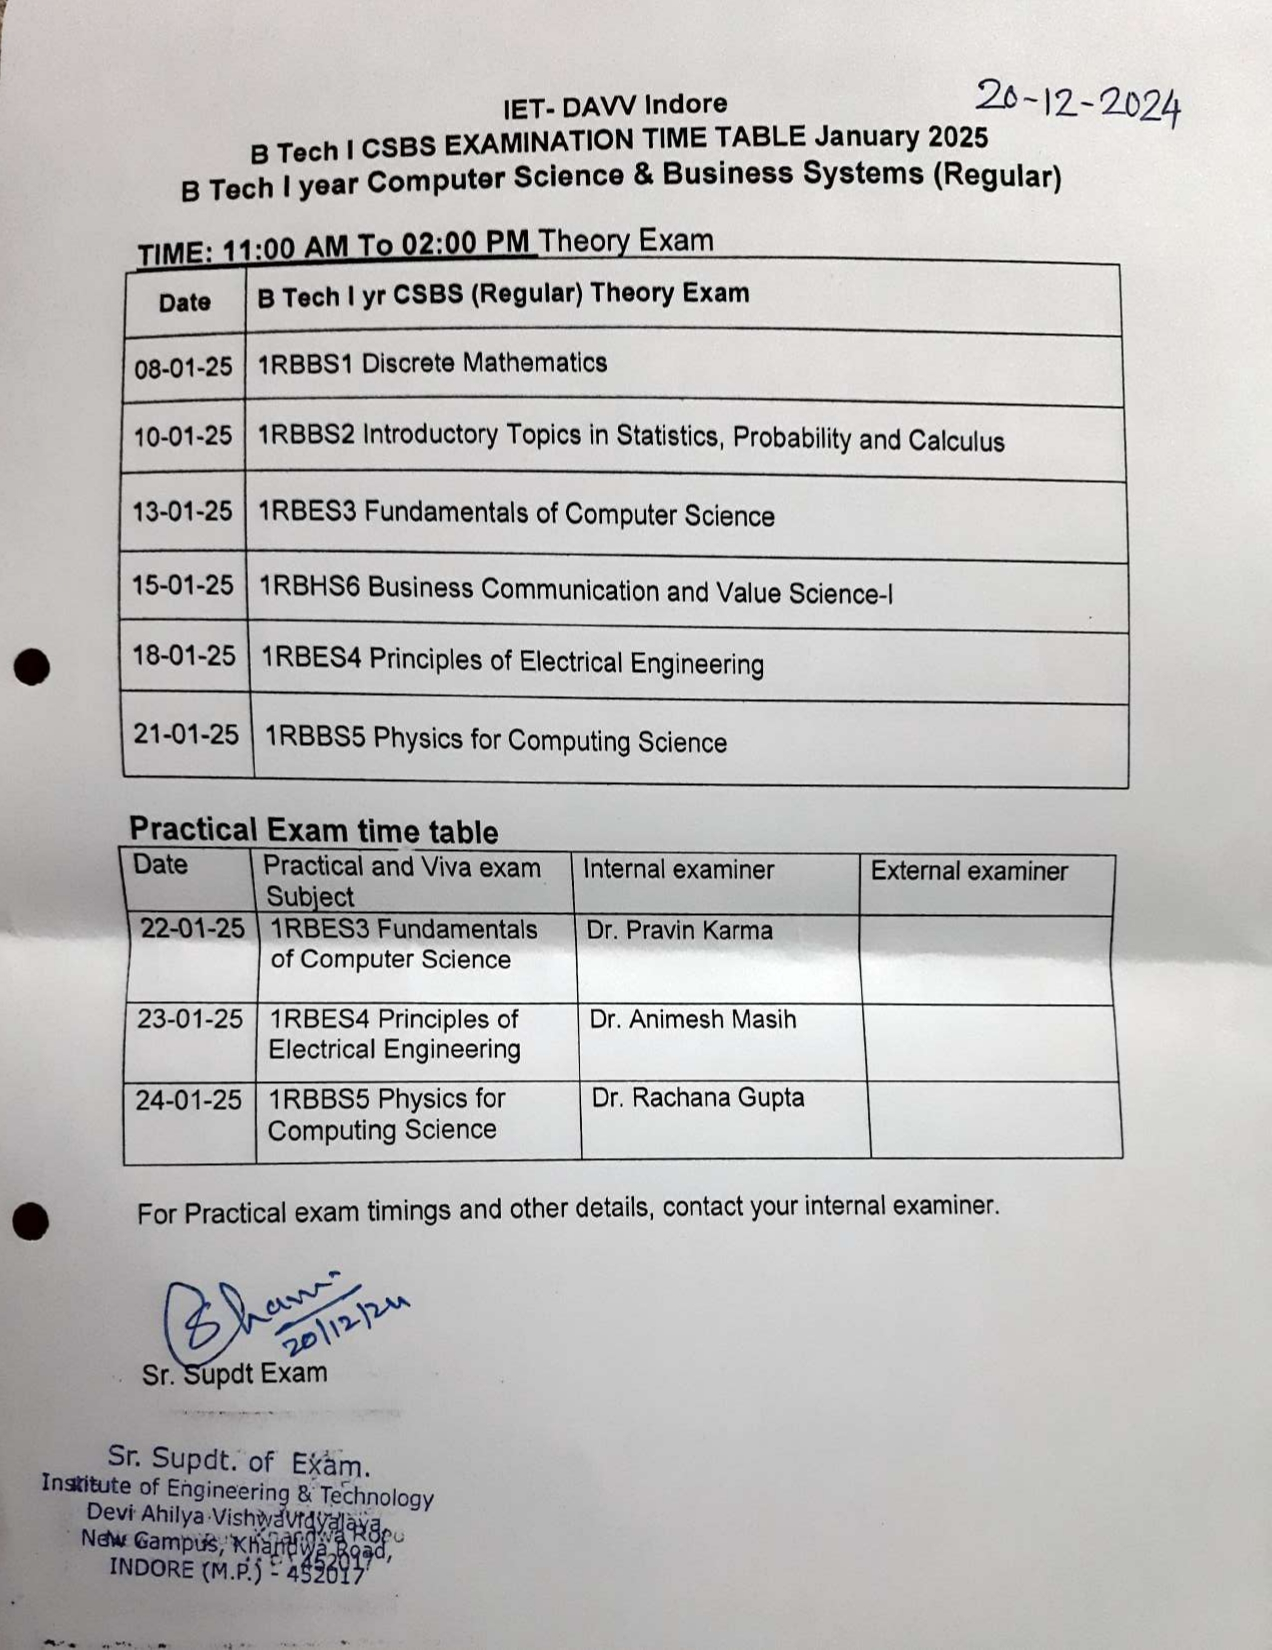 20-12-2024
IET- DAVV Indore
B Tech I CSBS EXAMINATION TIME TABLE January 2025
B Tech I year Computer Science & Business Systems (Regular)
TIME: 11:00 AM To 02:00 PM Theory Exam
Date B Tech I yr CSBS (Regular) Theory Exam
08-01-25 1RBBS1 Discrete Mathematics
10-01-25 1RBBS2 Introductory Topics in Statistics, Probability and Calculus
13-01-25 1RBES3 Fundamentals of Computer Science
15-01-25 1RBHS6 Business Communication and Value Science-I
18-01-25 1RBES4 Principles of Electrical Engineering
21-01-25 1RBBS5 Physics for Computing Science
Practical Exam time table
Date Practical and Viva exam Internal examiner External examiner
Subject
22-01-25 1RBES3 Fundamentals Dr. Pravin Karma
of Computer Science
23-01-25 1RBES4 Principles of Dr. Animesh Masih
Electrical Engineering
24-01-25 1RBBS5 Physics for Dr. Rachana Gupta
Computing Science
For Practical exam timings and other details, contact your internal examiner.
20/12/24
Sr. Supdt Exam
Sr. Supdt. of Exam.
Institute of Engineering & Technology
Devi Ahilya Vishwavidyalaya,
New Campus, Khandwa Road,
INDORE (M.P.) - 452017